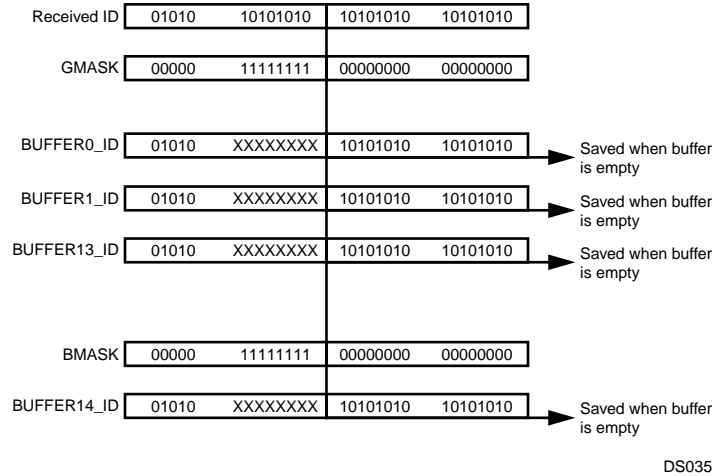 Received ID 01010 10101010 10101010 10101010
GMASK 00000 11111111 00000000 00000000
BUFFER0_ID 01010 XXXXXXXX 10101010 10101010 Saved when buffer
is empty
BUFFER1_ID 01010 XXXXXXXX 10101010 10101010 Saved when buffer
is empty
BUFFER13_ID 01010 XXXXXXXX 10101010 10101010 Saved when buffer
is empty
BMASK 00000 11111111 00000000 00000000
BUFFER14_ID 01010 XXXXXXXX 10101010 10101010 Saved when buffer
is empty
DS035